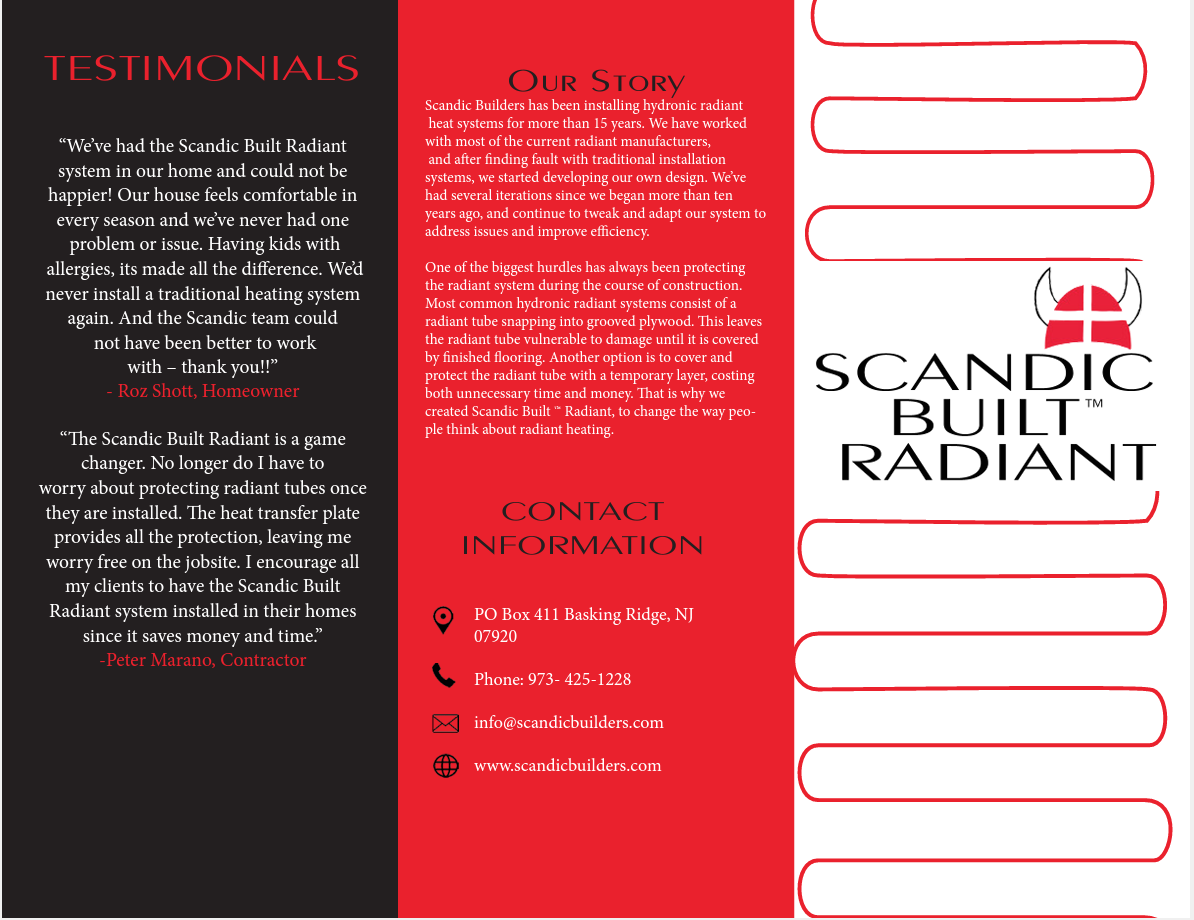 TESTIMONIALS
“We’ve had the Scandic Built Radiant
system in our home and could not be
happier! Our house feels comfortable in
every season and we’ve never had one
problem or issue. Having kids with
allergies, its made all the difference. We’d
never install a traditional heating system
again. And the Scandic team could
not have been better to work
with – thank you!!”
- Roz Shott, Homeowner
“The Scandic Built Radiant is a game
changer. No longer do I have to
worry about protecting radiant tubes once
they are installed. The heat transfer plate
provides all the protection, leaving me
worry free on the jobsite. I encourage all
my clients to have the Scandic Built
Radiant system installed in their homes
since it saves money and time.”
-Peter Marano, Contractor
Our Story
Scandic Builders has been installing hydronic radiant
heat systems for more than 15 years. We have worked
with most of the current radiant manufacturers,
and after finding fault with traditional installation
systems, we started developing our own design. We’ve
had several iterations since we began more than ten
years ago, and continue to tweak and adapt our system to
address issues and improve efficiency.
One of the biggest hurdles has always been protecting
the radiant system during the course of construction.
Most common hydronic radiant systems consist of a
radiant tube snapping into grooved plywood. This leaves
the radiant tube vulnerable to damage until it is covered
by finished flooring. Another option is to cover and
protect the radiant tube with a temporary layer, costing
both unnecessary time and money. That is why we
created Scandic Built ™ Radiant, to change the way peo-
ple think about radiant heating.
CONTACT
INFORMATION
PO Box 411 Basking Ridge, NJ
07920
Phone: 973- 425-1228
info@scandicbuilders.com
www.scandicbuilders.com
SCANDIC
BUILT™
RADIANT